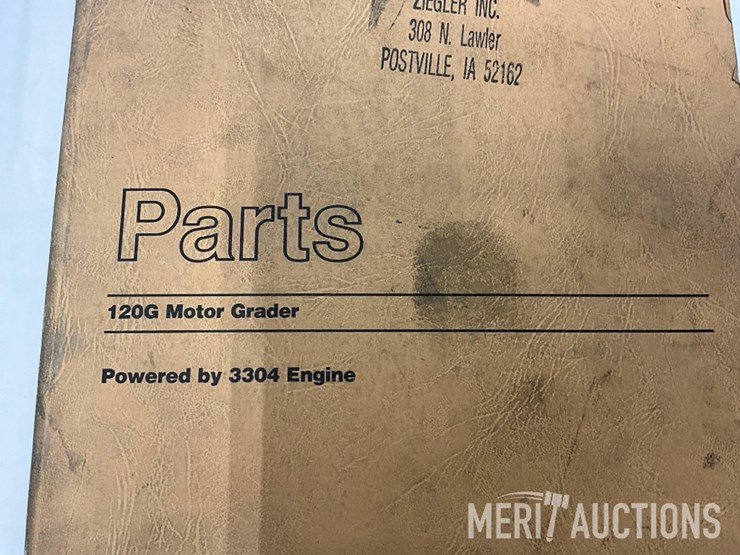 ZIEGLER INC.
308 N. Lawler
POSTVILLE, IA 52162
Parts
120G Motor Grader
Powered by 3304 Engine
MERIT AUCTIONS